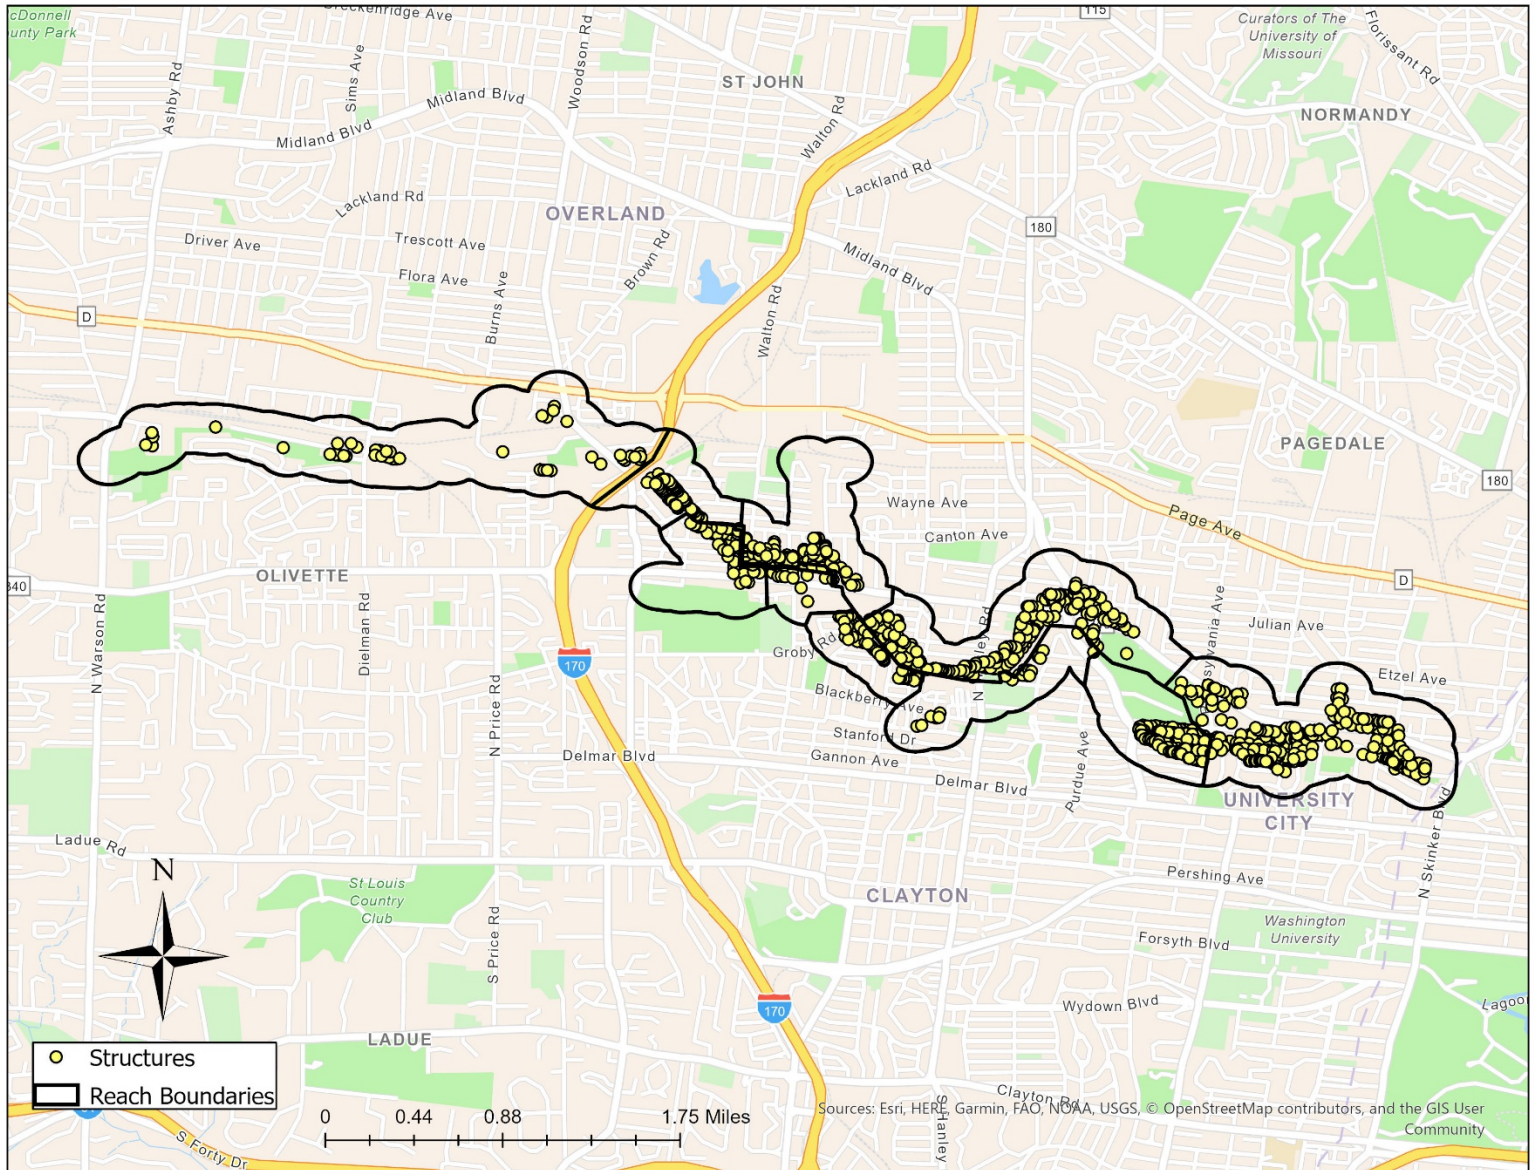 cDonnell
unty Park
Breckenridge Ave
115
Curators of The
University of
Missouri
Florissant Rd
Ashby Rd
Sims Ave
Woodson Rd
ST JOHN
Midland Blvd
Midland Blvd
Walton Rd
NORMANDY
Lackland Rd
Lackland Rd
OVERLAND
180
Driver Ave
Trescott Ave
Flora Ave
Brown Rd
Midland Blvd
Burns Ave
Walton Rd
D
PAGEDALE
180
Wayne Ave
Canton Ave
Page Ave
D
OLIVETTE
340
N Warson Rd
Dielman Rd
N Price Rd
170
Groby Rd
N
ley Rd
sylvania Ave
Julian Ave
Etzel Ave
Blackberry Ave
Stanford Dr
Gannon Ave
Delmar Blvd
Delmar Blvd
Purdue Ave
UNIVERSITY
CITY
N Skinker Blvd
Ladue Rd
N
St Louis
Country
Club
CLAYTON
Pershing Ave
Washington
University
Forsyth Blvd
S Price Rd
Wydown Blvd
Lagoo
170
LADUE
Structures
Reach Boundaries
0 0.44 0.88 1.75 Miles
Clayton Rd
S Hanley
S Forty Dr
Sources: Esri, HERE, Garmin, FAO, NOAA, USGS, © OpenStreetMap contributors, and the GIS User
Community